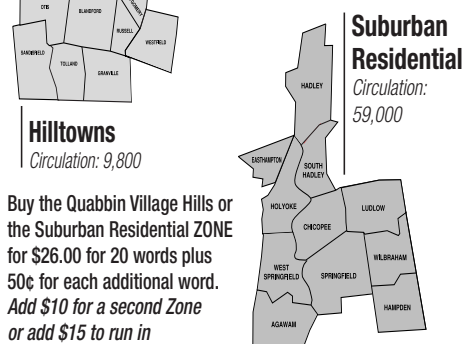 OTIS
BLANDFORD
MONTGOMERY
RUSSELL
WESTFIELD
SANDISFIELD
TOLLAND
GRANVILLE
Hilltowns
Circulation: 9,800
Buy the Quabbin Village Hills or
the Suburban Residential ZONE
for $26.00 for 20 words plus
50¢ for each additional word.
Add $10 for a second Zone
or add $15 to run in
Suburban
Residential
Circulation:
59,000
HADLEY
EASTHAMPTON
SOUTH
HADLEY
HOLYOKE
CHICOPEE
LUDLOW
WEST
SPRINGFIELD
SPRINGFIELD
WILBRAHAM
HAMPDEN
AGAWAM